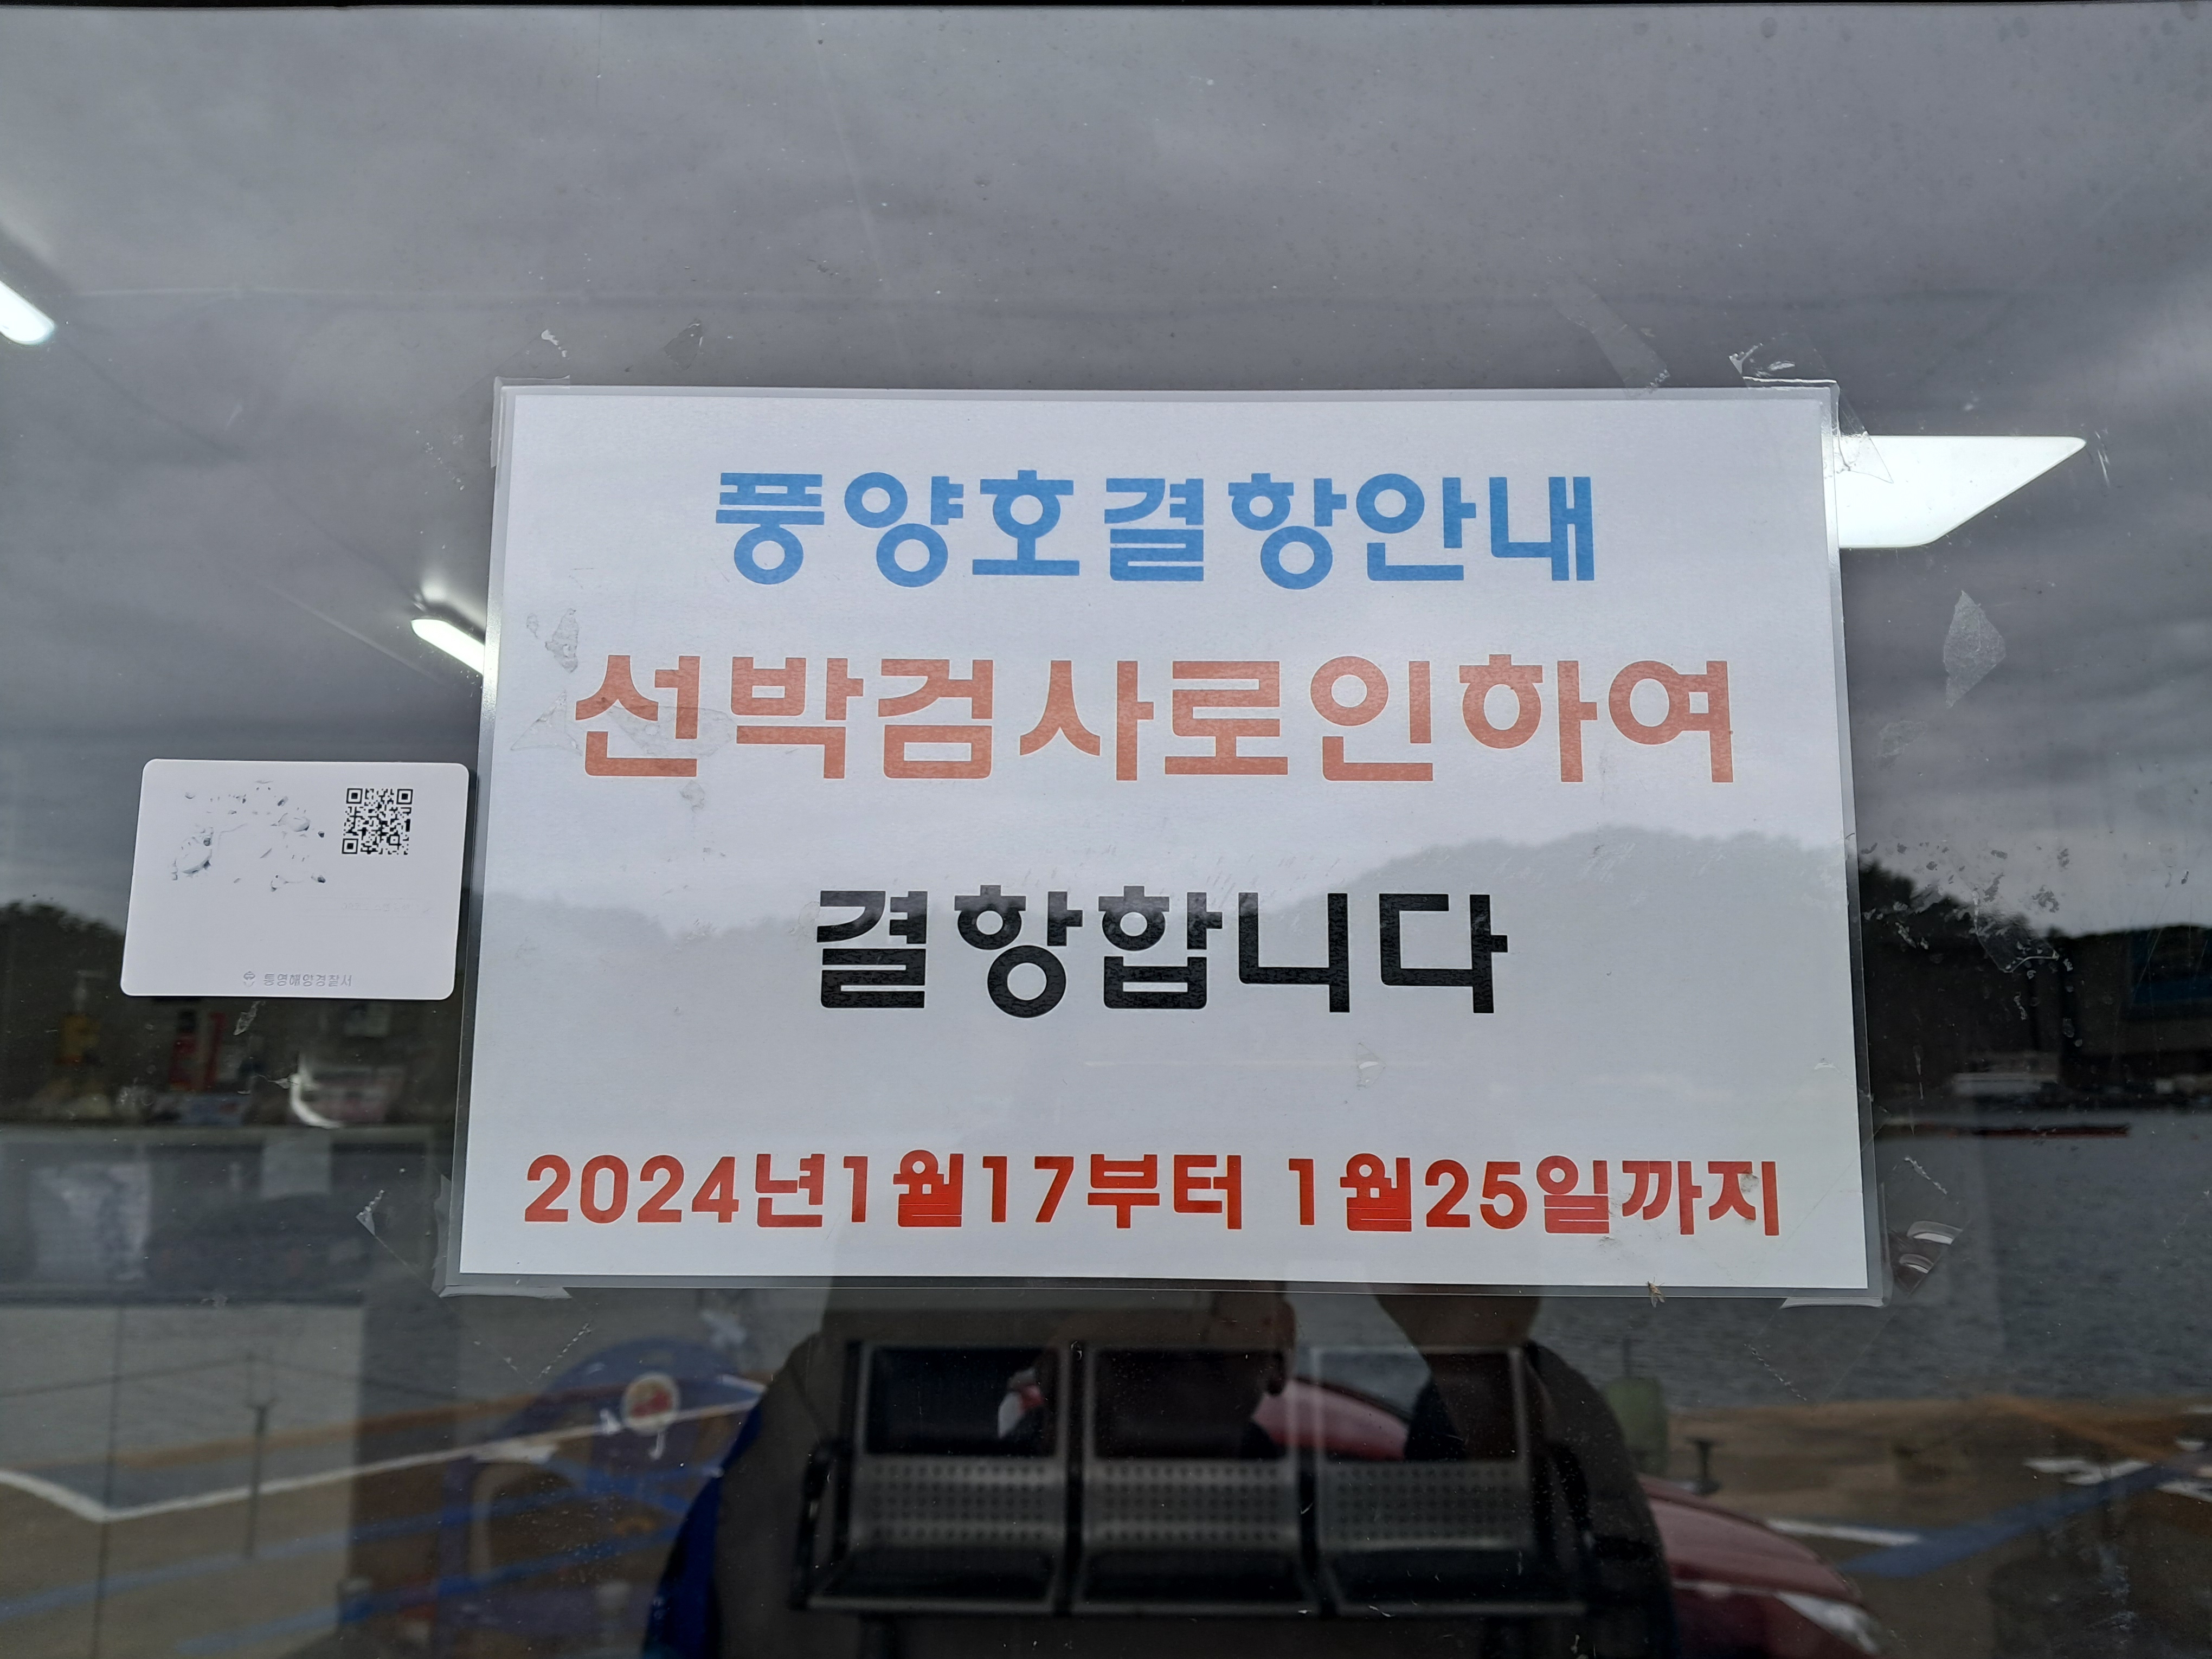 풍양호결항안내
선박검사로인하여
결항합니다
2024년1월17부터 1월25일까지
통영해양경찰서